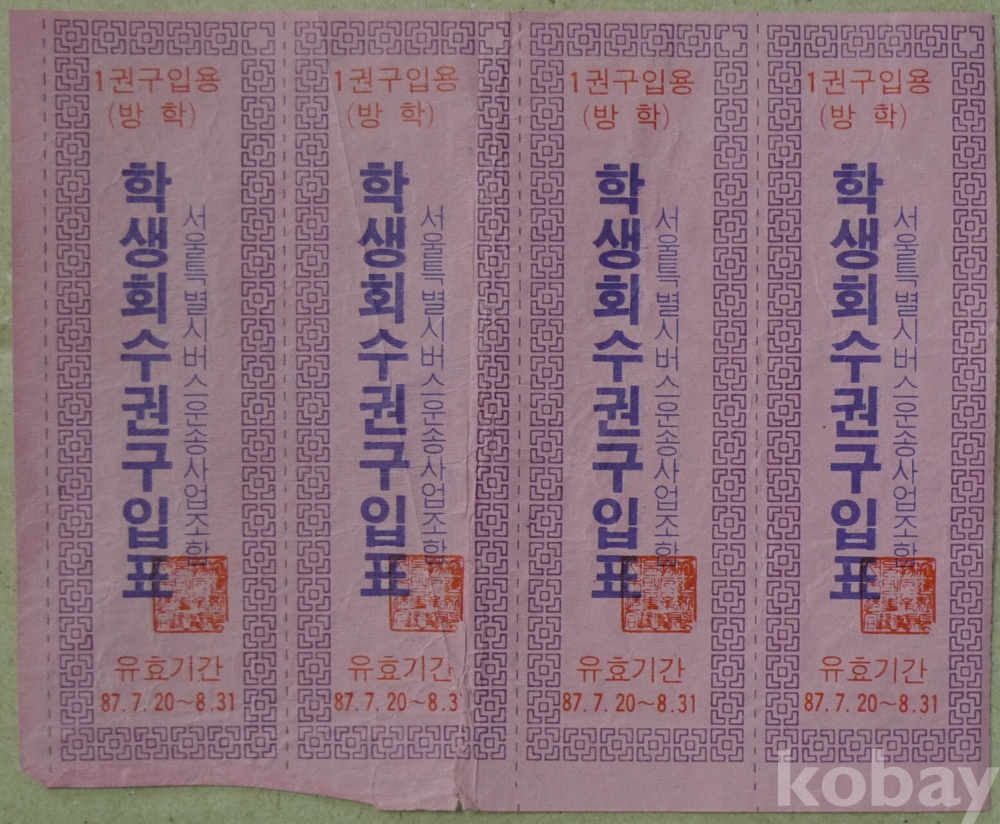 1권구입용
(방 학)
학생회수권구입표
서울특별시버스운송사업조합
유효기간
87. 7. 20~8. 31
1권구입용
(방 학)
학생회수권구입표
서울특별시버스운송사업조합
유효기간
87. 7. 20~8. 31
1권구입용
(방 학)
학생회수권구입표
서울특별시버스운송사업조합
유효기간
87. 7. 20~8. 31
1권구입용
(방 학)
학생회수권구입표
서울특별시버스운송사업조합
유효기간
87. 7. 20~8. 31
kobay